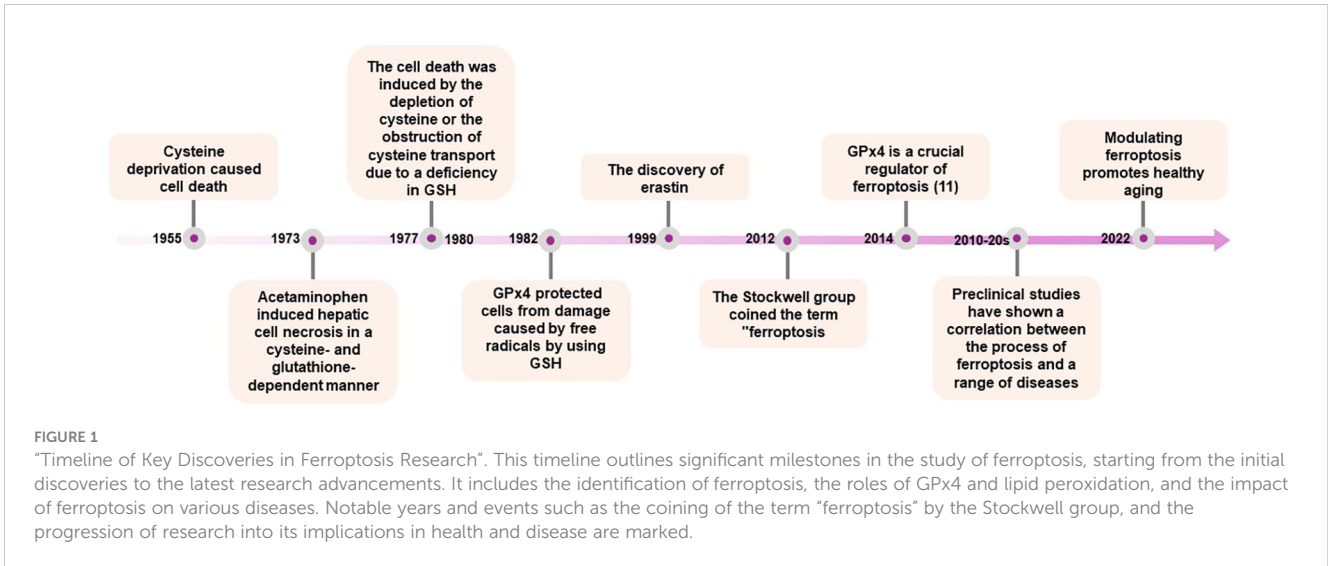 Cysteine
deprivation caused
cell death
1955
Acetaminophen
induced hepatic
cell necrosis in a
cysteine- and
glutathione-
dependent manner
1973
The cell death was
induced by the
depletion of
cysteine or the
obstruction of
cysteine transport
due to a deficiency
in GSH
1977 1980
GPx4 protected
cells from damage
caused by free
radicals by using
GSH
1982
The discovery of
erastin
1999
The Stockwell group
coined the term
"ferroptosis
2012
GPx4 is a crucial
regulator of
ferroptosis (11)
2014
Preclinical studies
have shown a
correlation between
the process of
ferroptosis and a
range of diseases
2010-20s
Modulating
ferroptosis
promotes healthy
aging
2022
FIGURE 1
"Timeline of Key Discoveries in Ferroptosis Research". This timeline outlines significant milestones in the study of ferroptosis, starting from the initial
discoveries to the latest research advancements. It includes the identification of ferroptosis, the roles of GPx4 and lipid peroxidation, and the impact
of ferroptosis on various diseases. Notable years and events such as the coining of the term "ferroptosis" by the Stockwell group, and the
progression of research into its implications in health and disease are marked.